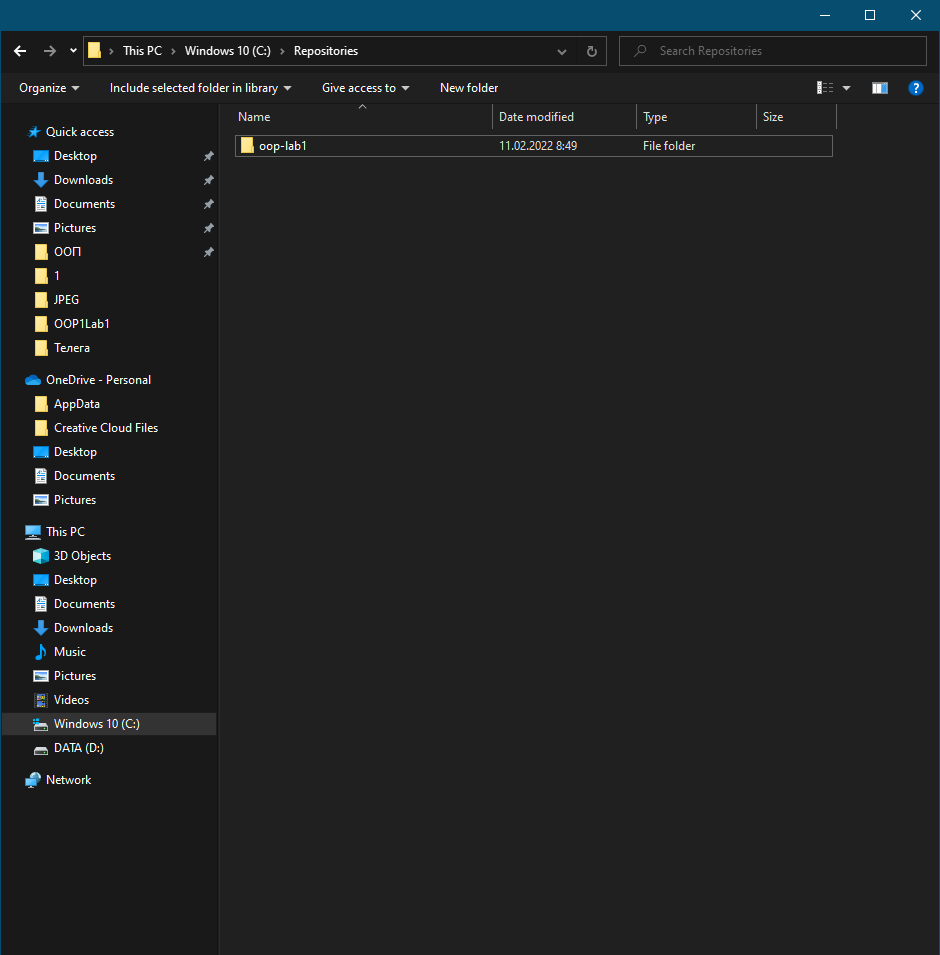 This PC > Windows 10 (C:) > Repositories
Search Repositories
Organize Include selected folder in library Give access to New folder
Name Date modified Type Size
oop-lab1 11.02.2022 8:49 File folder
Quick access
Desktop
Downloads
Documents
Pictures
ООП
1
JPEG
OOP1Lab1
Телега
OneDrive - Personal
AppData
Creative Cloud Files
Desktop
Documents
Pictures
This PC
3D Objects
Desktop
Documents
Downloads
Music
Pictures
Videos
Windows 10 (C:)
DATA (D:)
Network